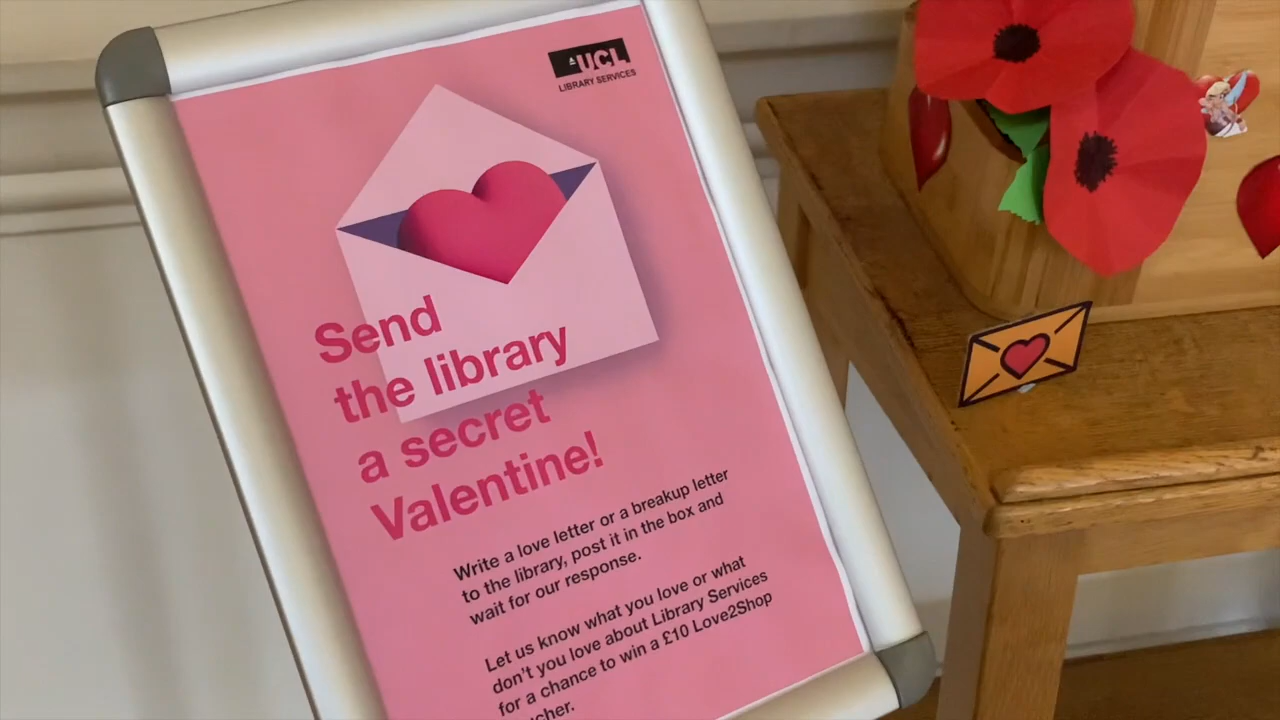 UCL
LIBRARY SERVICES
Send
the library
a secret
Valentine!
Write a love letter or a breakup letter
to the library, post it in the box and
wait for our response.
Let us know what you love or what
don't you love about Library Services
for a chance to win a £10 Love2Shop